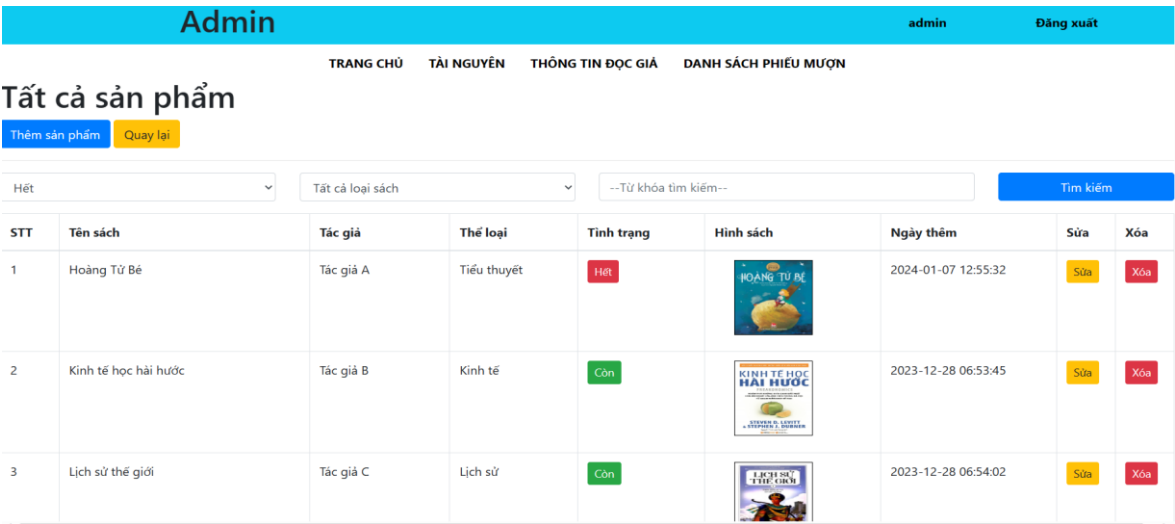 Admin admin Đăng xuất
TRANG CHỦ TÀI NGUYÊN THÔNG TIN ĐỌC GIẢ DANH SÁCH PHIẾU MƯỢN
Tất cả sản phẩm
Thêm sản phẩm Quay lại
Hết Tất cả loại sách --Từ khóa tìm kiếm-- Tìm kiếm
STT Tên sách Tác giả Thể loại Tình trạng Hình sách Ngày thêm Sửa Xóa
1 Hoàng Tử Bé Tác giả A Tiểu thuyết Hết 2024-01-07 12:55:32 Sửa Xóa
HOÀNG TỬ BÉ
2 Kinh tế học hài hước Tác giả B Kinh tế Còn 2023-12-28 06:53:45 Sửa Xóa
KINH TẾ HỌC
HÀI HƯỚC
STEVEN D. LEVITT
& STEPHEN J. DUBNER
3 Lịch sử thế giới Tác giả C Lịch sử Còn 2023-12-28 06:54:02 Sửa Xóa
LỊCH SỬ
THẾ GIỚI